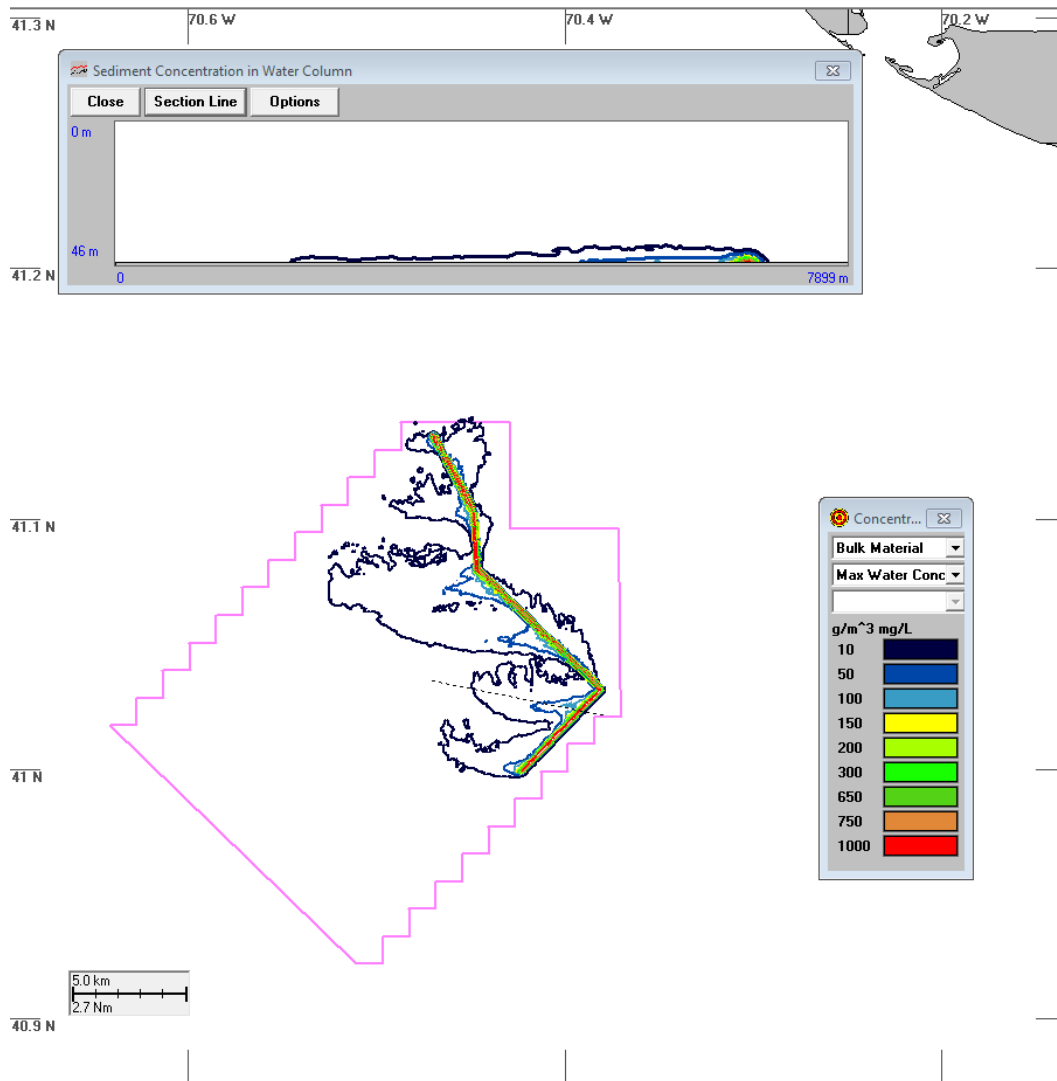 41.3 N
70.6 W
70.4 W
70.2 W
Sediment Concentration in Water Column
Close
Section Line
Options
0 m
46 m
0
7899 m
41.2 N
41.1 N
Concentr...
Bulk Material
Max Water Conc
g/m^3 mg/L
10
50
100
150
200
300
650
750
1000
41 N
5.0 km
2.7 Nm
40.9 N